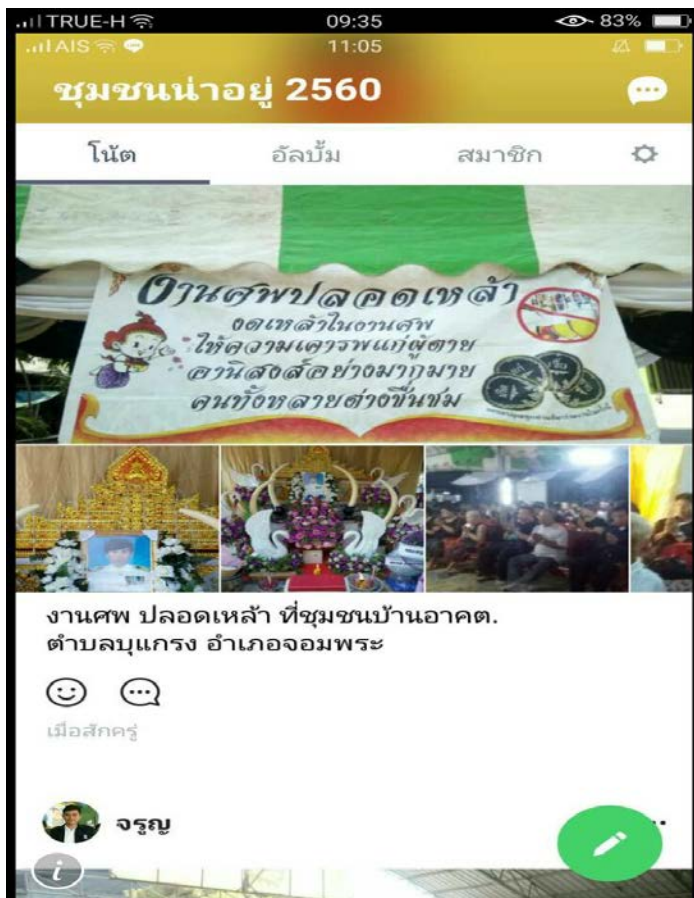 TRUE-H 09:35 83%
AIS 11:05
ชุมชนน่าอยู่ 2560
โน้ต อัลบั้ม สมาชิก
งานศพปลอดเหล้า
งดเหล้าในงานศพ
ให้ความเคารพแก่ผู้ตาย
อานิสงส์อย่างมากมาย
คนทั้งหลายต่างชื่นชม
งานศพ ปลอดเหล้า ที่ชุมชนบ้านอาคต.
ตำบลบุแกรง อำเภอจอมพระ
เมื่อสักครู่
จรูญ